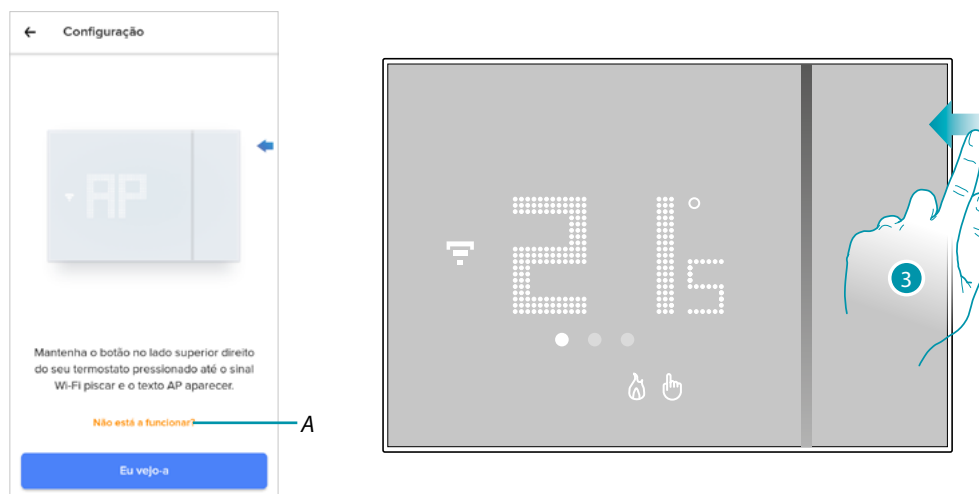 Configuração
AP
Mantenha o botão no lado superior direito
do seu termostato pressionado até o sinal
Wi-Fi piscar e o texto AP aparecer.
Não está a funcionar?
A
Eu vejo-a
21°5
3